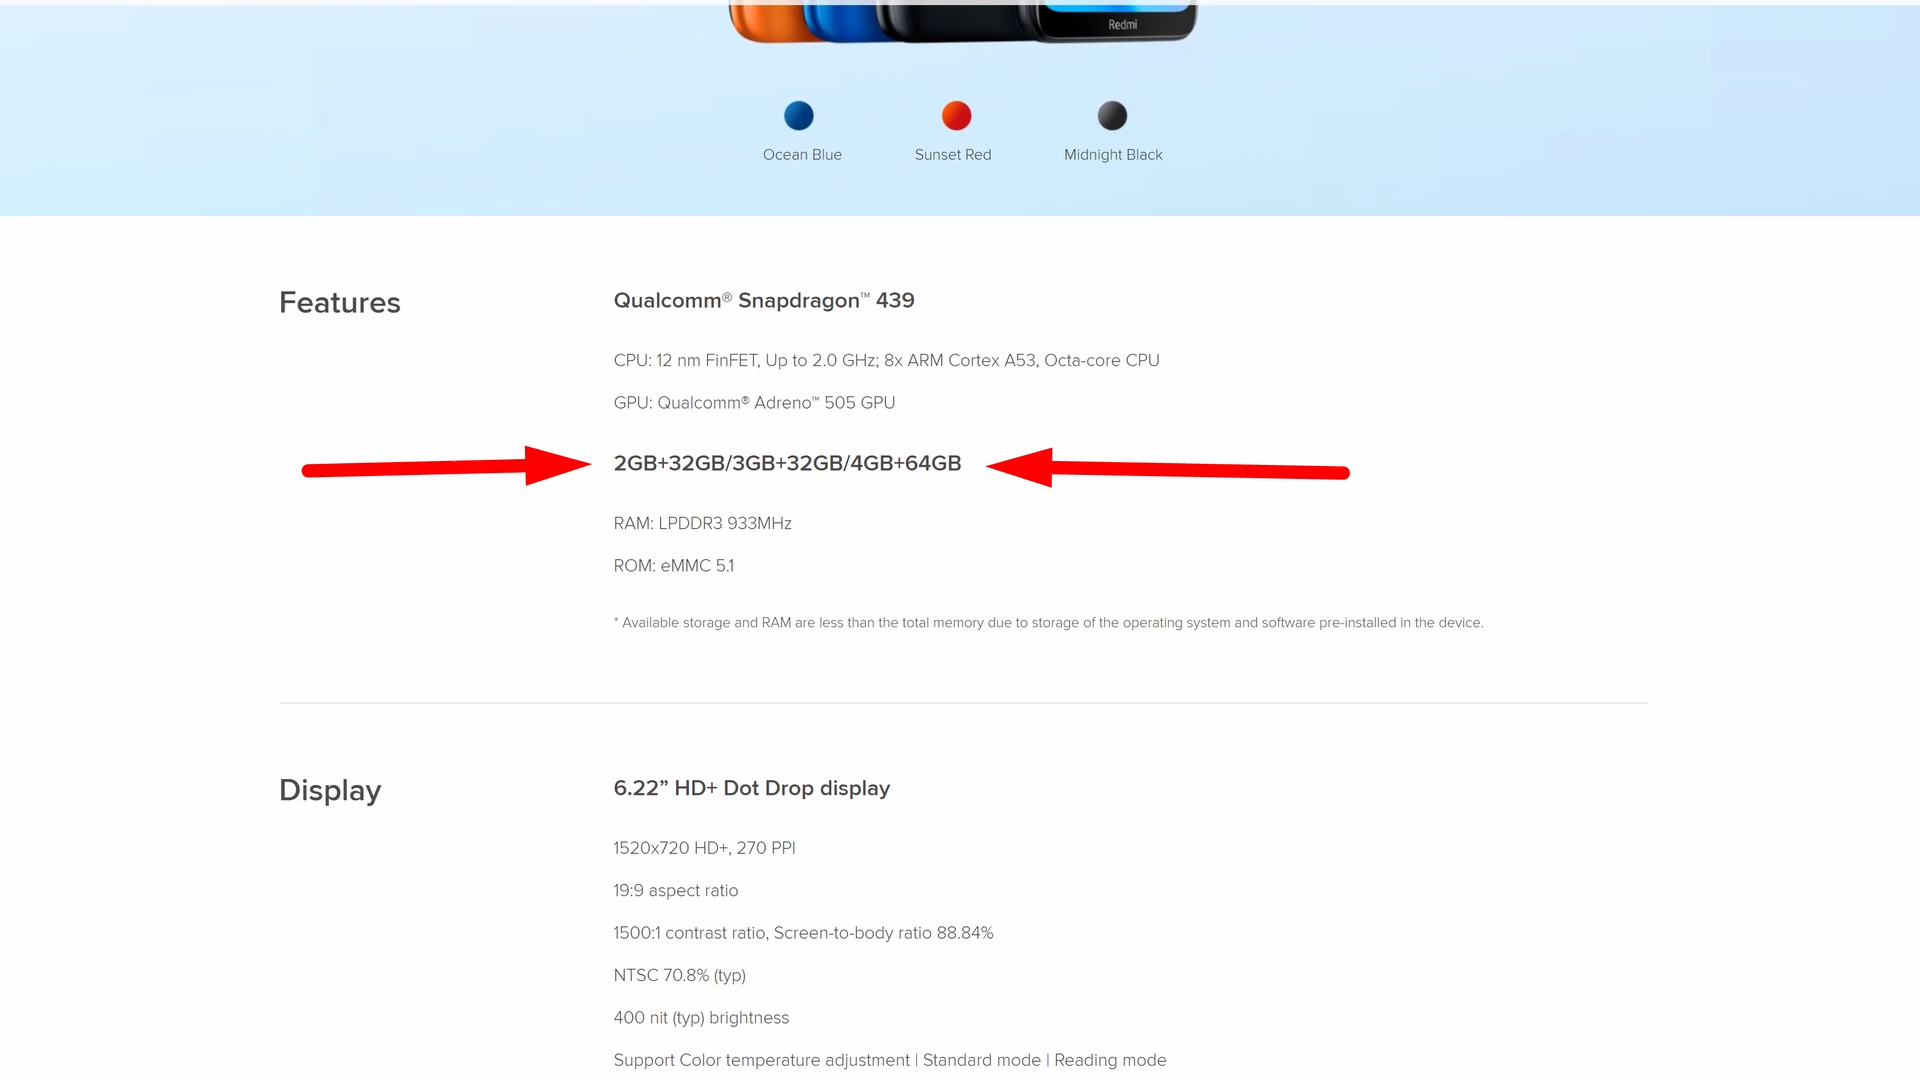 Redmi
Ocean Blue
Sunset Red
Midnight Black
Features
Qualcomm® Snapdragon™ 439
CPU: 12 nm FinFET, Up to 2.0 GHz; 8x ARM Cortex A53, Octa-core CPU
GPU: Qualcomm® Adreno™ 505 GPU
2GB+32GB/3GB+32GB/4GB+64GB
RAM: LPDDR3 933MHz
ROM: eMMC 5.1
* Available storage and RAM are less than the total memory due to storage of the operating system and software pre-installed in the device.
Display
6.22” HD+ Dot Drop display
1520x720 HD+, 270 PPI
19:9 aspect ratio
1500:1 contrast ratio, Screen-to-body ratio 88.84%
NTSC 70.8% (typ)
400 nit (typ) brightness
Support Color temperature adjustment | Standard mode | Reading mode